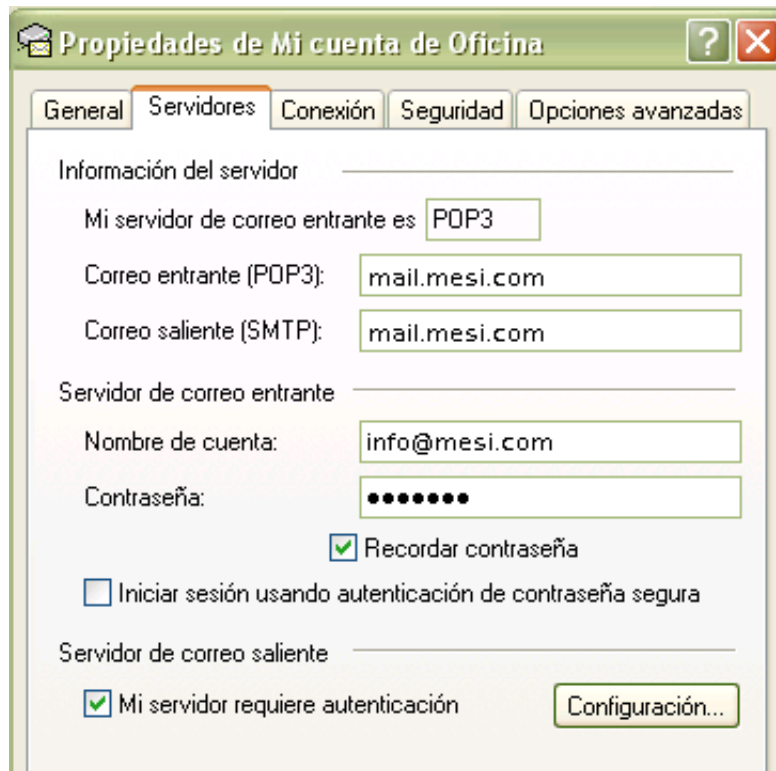 Propiedades de Mi cuenta de Oficina
General Servidores Conexión Seguridad Opciones avanzadas
Información del servidor
Mi servidor de correo entrante es POP3
Correo entrante (POP3): mail.mesi.com
Correo saliente (SMTP): mail.mesi.com
Servidor de correo entrante
Nombre de cuenta: info@mesi.com
Contraseña: •••••••
Recordar contraseña
Iniciar sesión usando autenticación de contraseña segura
Servidor de correo saliente
Mi servidor requiere autenticación Configuración...